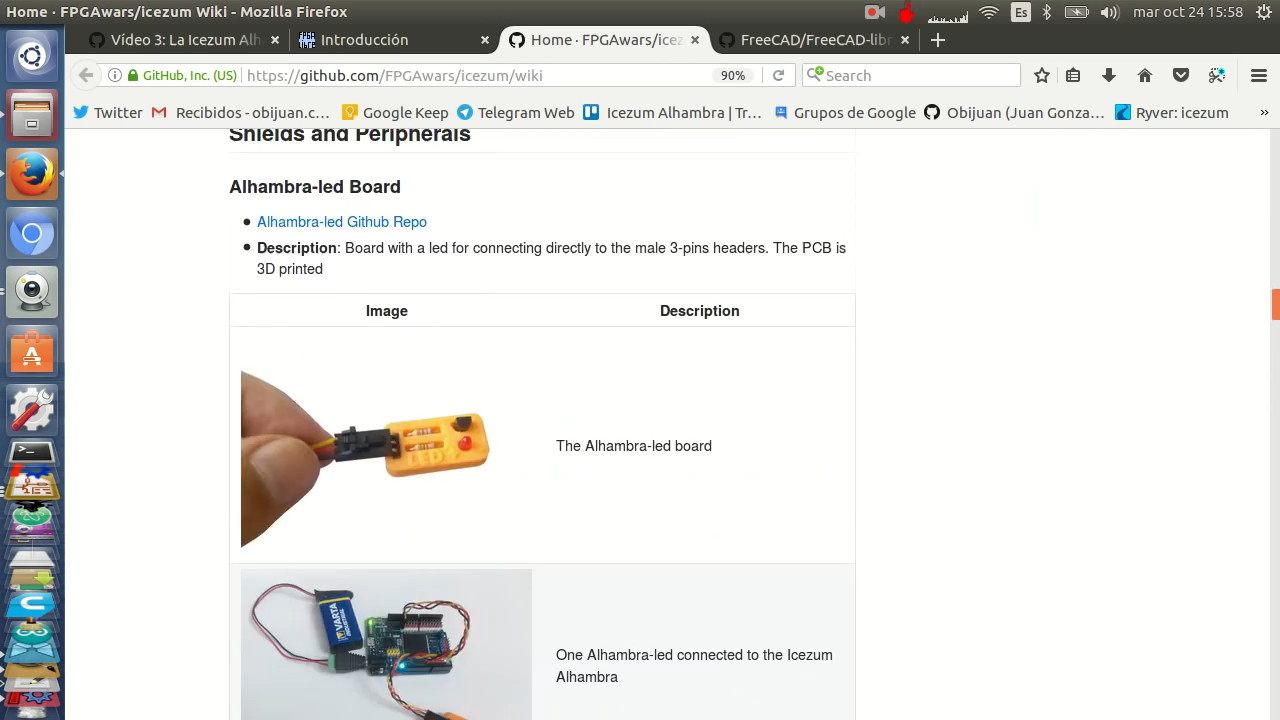 Home · FPGAwars/icezum Wiki - Mozilla Firefox
Es
mar oct 24 15:58
Vídeo 3: La Icezum Alh
Introducción
Home · FPGAwars/icez
FreeCAD/FreeCAD-libr
GitHub, Inc. (US)
https://github.com/FPGAwars/icezum/wiki
90%
Search
Twitter
Recibidos - obijuan.c...
Google Keep
Telegram Web
Icezum Alhambra | Tr...
Grupos de Google
Obijuan (Juan Gonza...
Ryver: icezum
»
Shields and Peripherals
Alhambra-led Board
Alhambra-led Github Repo
Description: Board with a led for connecting directly to the male 3-pins headers. The PCB is
3D printed
Image
Description
The Alhambra-led board
VARTA
One Alhambra-led connected to the Icezum
Alhambra